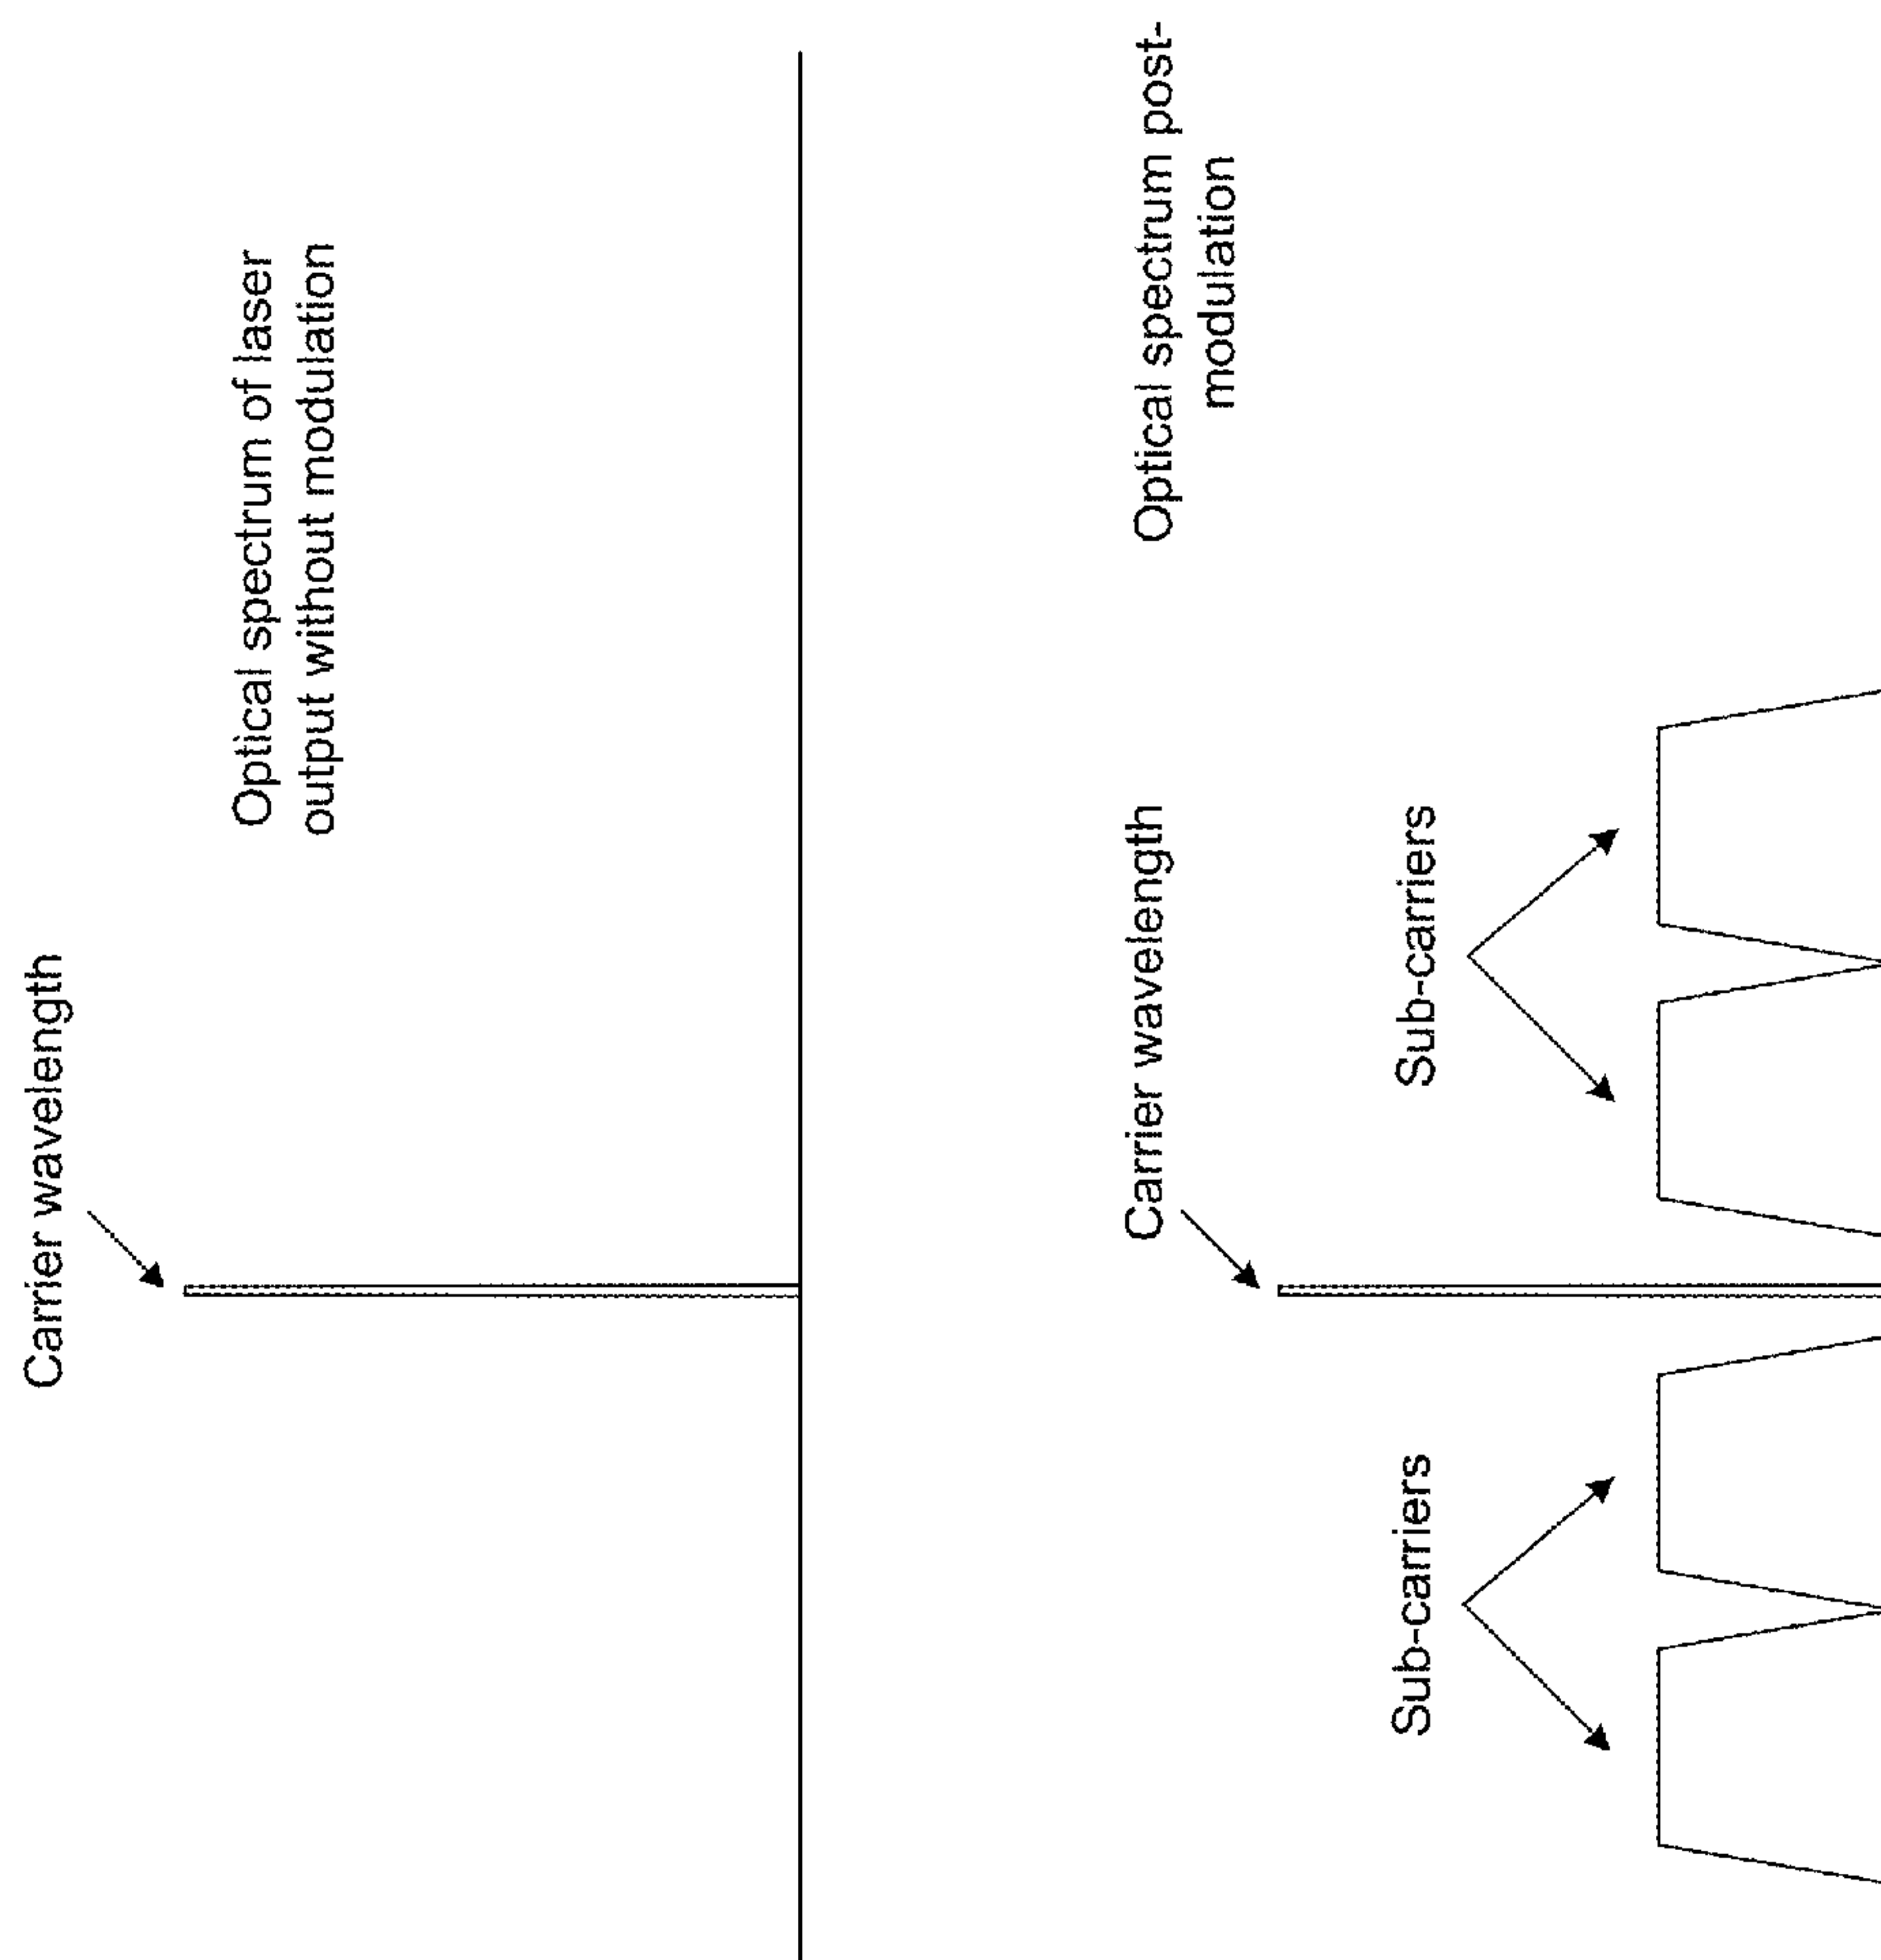 Carrier wavelength
Optical spectrum of laser
output without modulation
Carrier wavelength
Optical spectrum post-
modulation
Sub-carriers
Sub-carriers